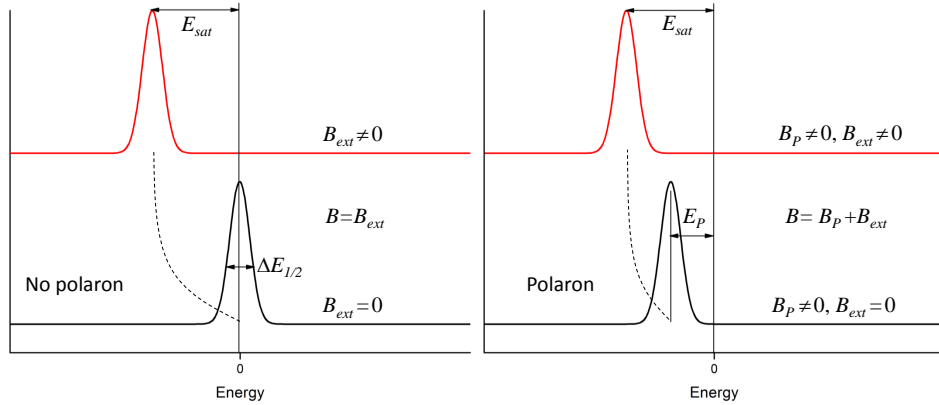 E_sat
B_ext≠0
B=B_ext
ΔE_1/2
No polaron
B_ext=0
0
Energy
E_sat
B_P≠0, B_ext≠0
E_P
B= B_P+B_ext
Polaron
B_P≠0, B_ext=0
0
Energy